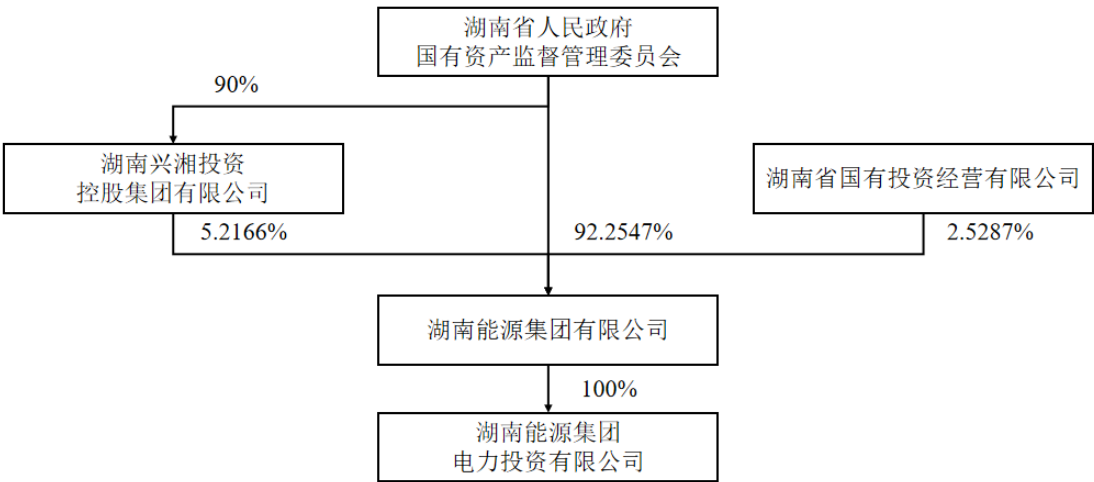 湖南省人民政府
国有资产监督管理委员会
90%
湖南兴湘投资
控股集团有限公司
湖南省国有投资经营有限公司
5.2166%
92.2547%
2.5287%
湖南能源集团有限公司
100%
湖南能源集团
电力投资有限公司